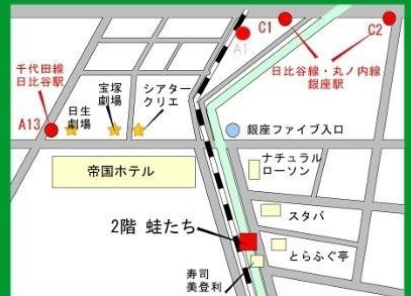 C1
C2
A1
千代田線
日比谷駅
日比谷線・丸ノ内線
銀座駅
A13
日生
劇場
宝塚
劇場
シアター
クリエ
銀座ファイブ入口
帝国ホテル
ナチュラル
ローソン
2階 蛙たち
スタバ
とらふぐ亭
寿司
美登利